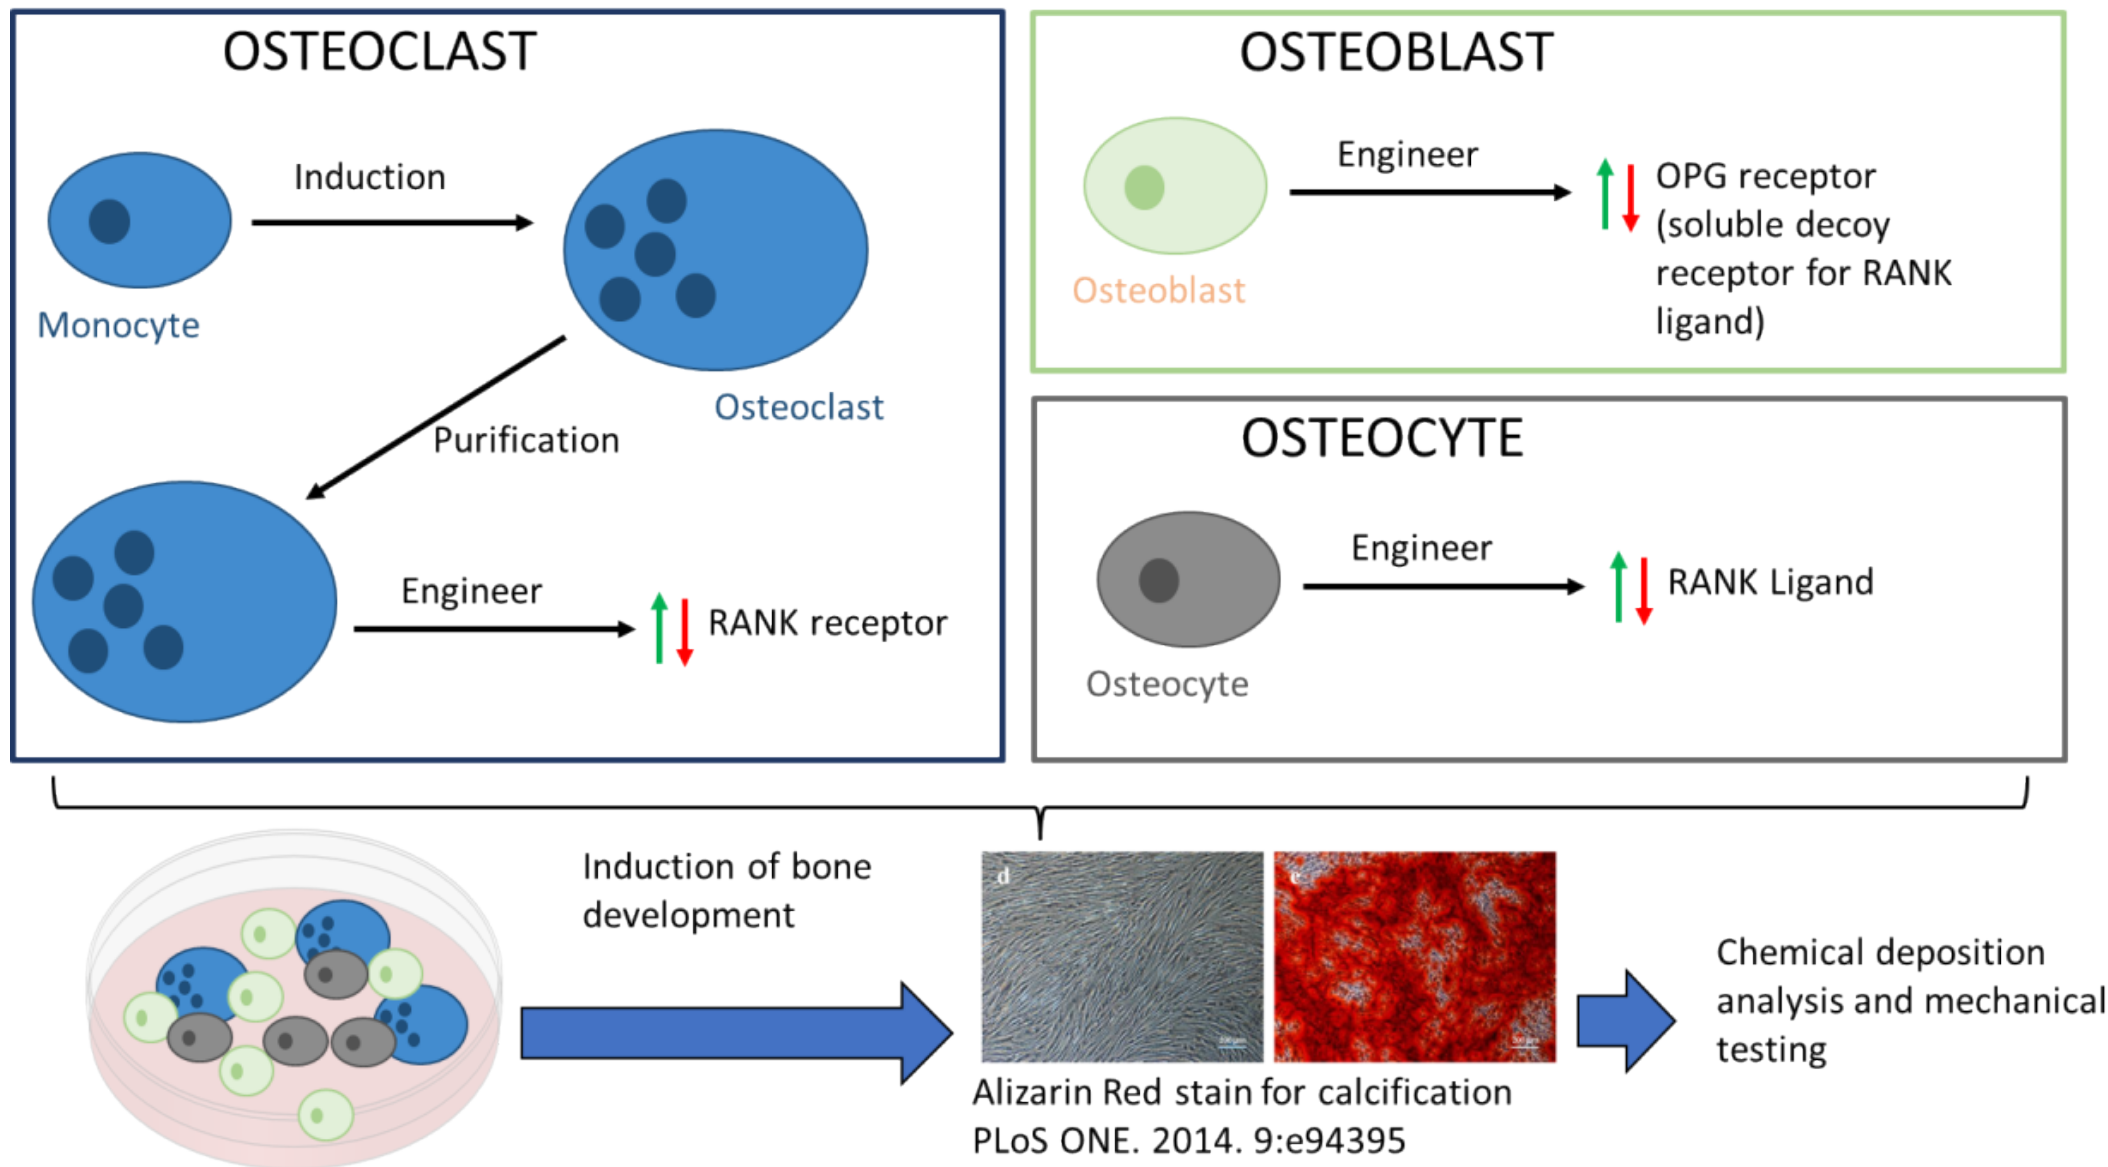 OSTEOCLAST
Induction
Monocyte
Osteoclast
Purification
Engineer
RANK receptor
OSTEOBLAST
Engineer
Osteoblast
OPG receptor
(soluble decoy
receptor for RANK
ligand)
OSTEOCYTE
Engineer
RANK Ligand
Osteocyte
Induction of bone
development
d
e
Alizarin Red stain for calcification
PLoS ONE. 2014. 9:e94395
Chemical deposition
analysis and mechanical
testing